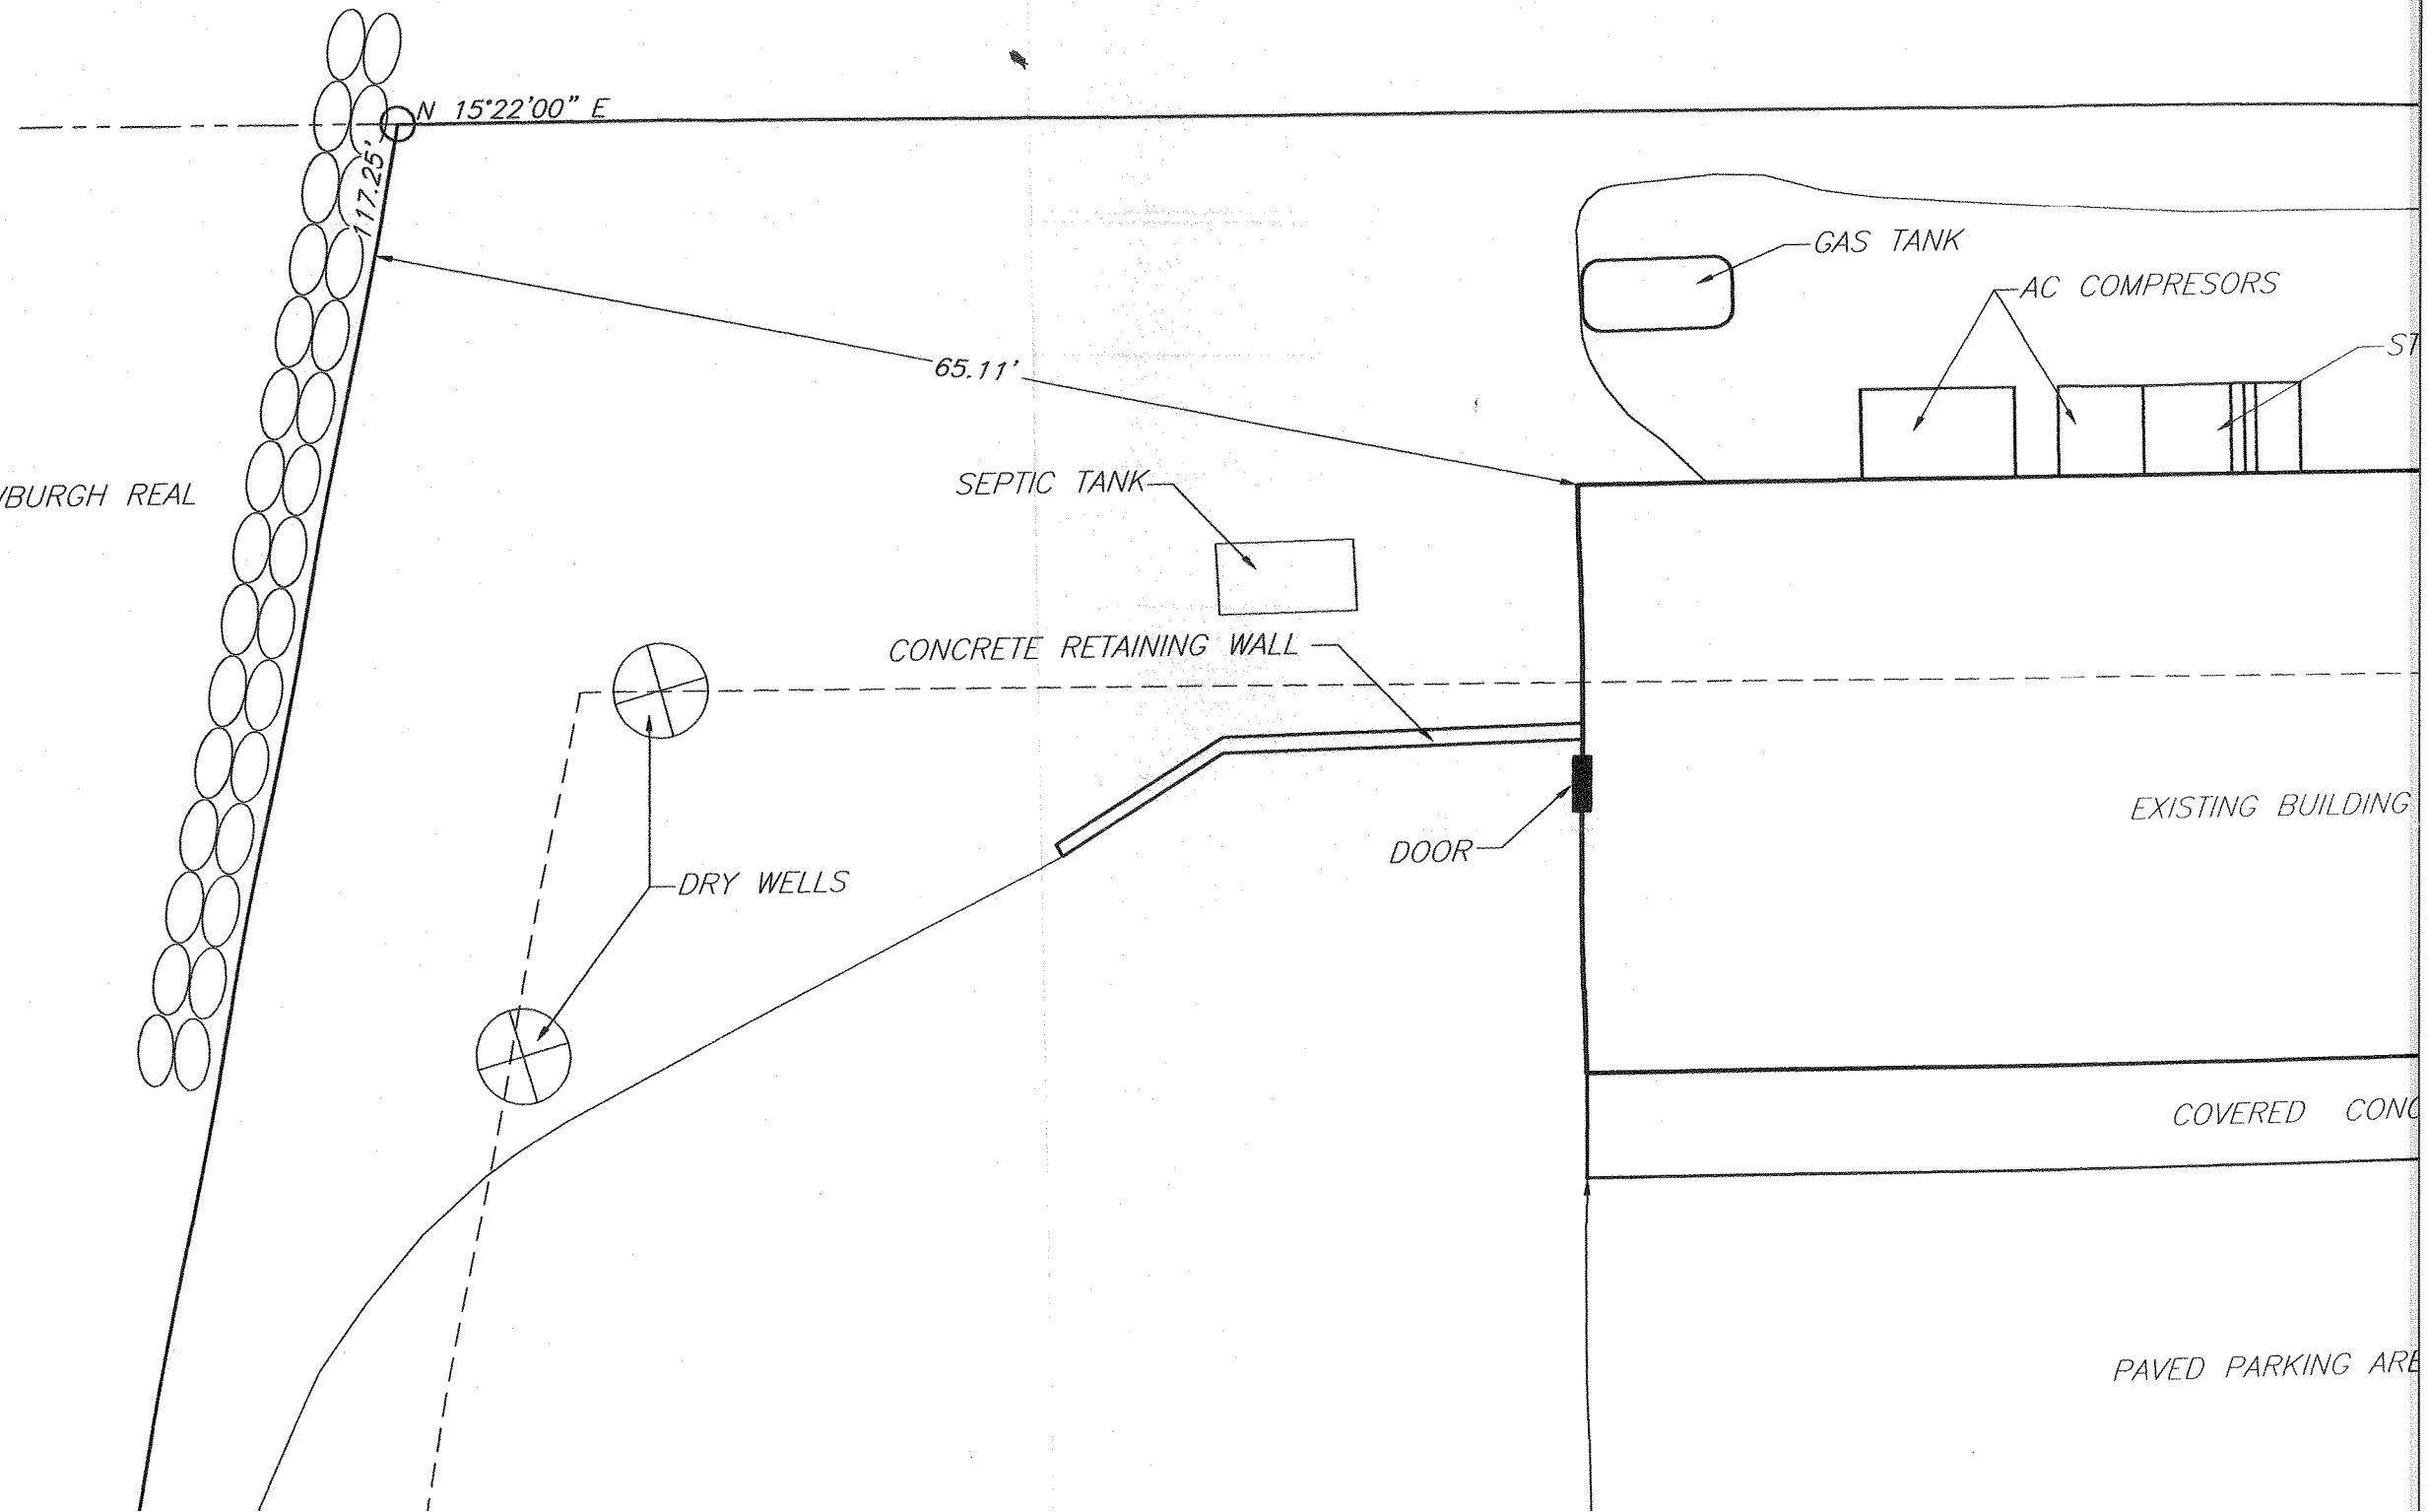 N 15°22'00" E
117.25'
GAS TANK
AC COMPRESORS
65.11'
SEPTIC TANK
REAL
CONCRETE RETAINING WALL
EXISTING BUILDING
DOOR
DRY WELLS
COVERED
PAVED PARKING